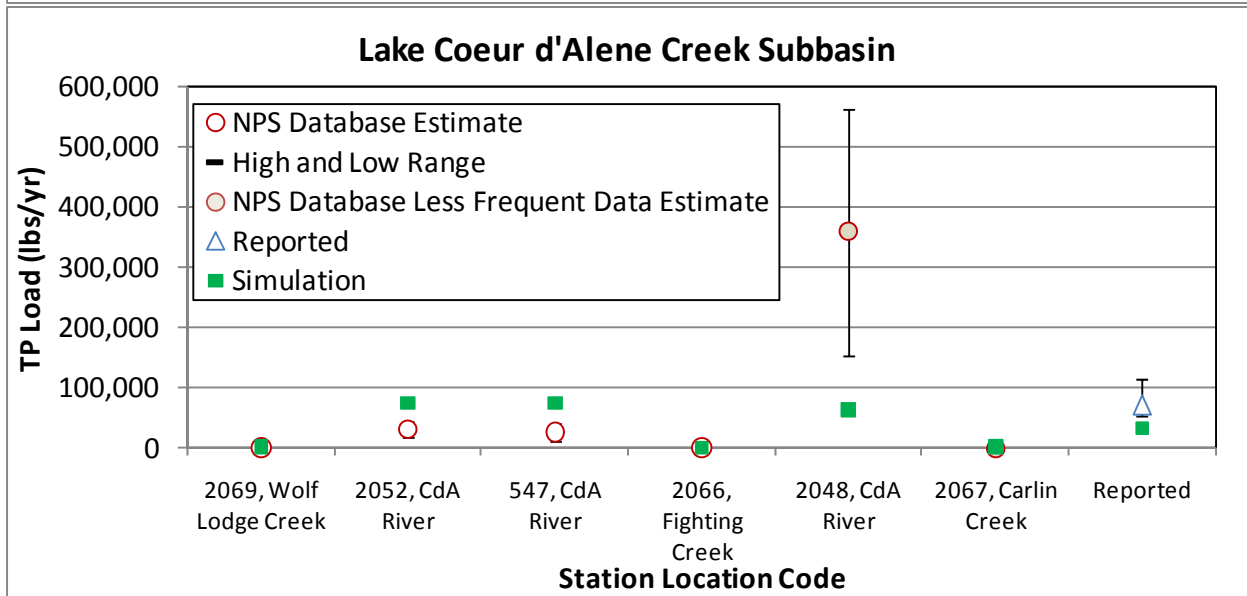 Lake Coeur d'Alene Creek Subbasin
TP Load (lbs/yr)
600,000
500,000
400,000
300,000
200,000
100,000
0
NPS Database Estimate
High and Low Range
NPS Database Less Frequent Data Estimate
Reported
Simulation
2069, Wolf
Lodge Creek
2052, CdA
River
547, CdA
River
2066,
Fighting
Creek
2048, CdA
River
2067, Carlin
Creek
Reported
Station Location Code